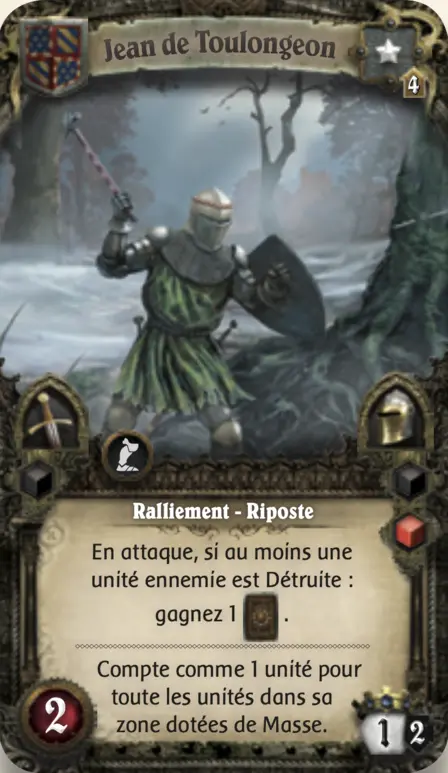 Jean de Toulongeon
4
Ralliement - Riposte
En attaque, si au moins une
unité ennemie est Détruite :
gagnez 1 .
Compte comme 1 unité pour
toute les unités dans sa
zone dotées de Masse.
2
1 2